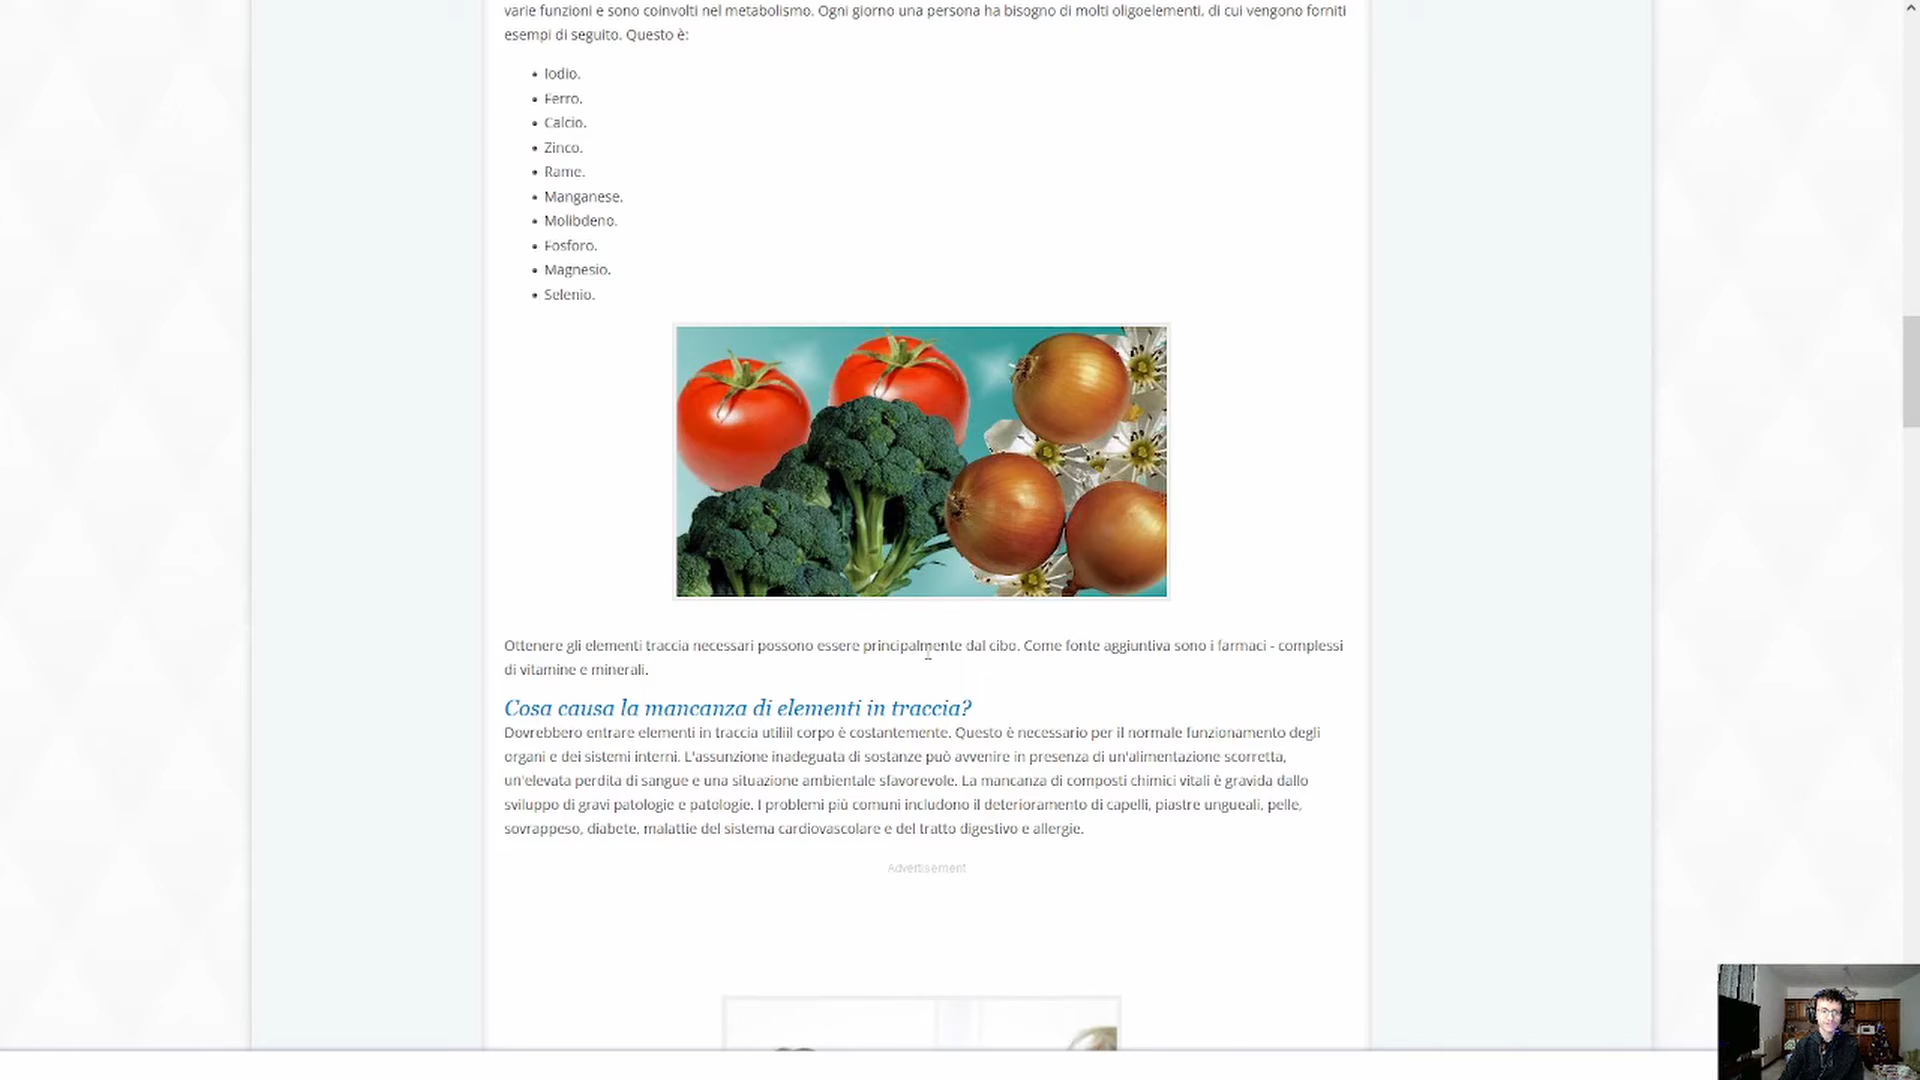 varie funzioni e sono coinvolti nel metabolismo. Ogni giorno una persona ha bisogno di molti oligoelementi, di cui vengono forniti
esempi di seguito. Questo è:
• Iodio.
• Ferro.
• Calcio.
• Zinco.
• Rame.
• Manganese.
• Molibdeno.
• Fosforo.
• Magnesio.
• Selenio.
Ottenere gli elementi traccia necessari possono essere principalmente dal cibo. Come fonte aggiuntiva sono i farmaci - complessi
di vitamine e minerali.
Cosa causa la mancanza di elementi in traccia?
Dovrebbero entrare elementi in traccia utiliil corpo è costantemente. Questo è necessario per il normale funzionamento degli
organi e dei sistemi interni. L'assunzione inadeguata di sostanze può avvenire in presenza di un'alimentazione scorretta,
un'elevata perdita di sangue e una situazione ambientale sfavorevole. La mancanza di composti chimici vitali è gravida dallo
sviluppo di gravi patologie e patologie. I problemi più comuni includono il deterioramento di capelli, piastre ungueali, pelle,
sovrappeso, diabete, malattie del sistema cardiovascolare e del tratto digestivo e allergie.
Advertisement